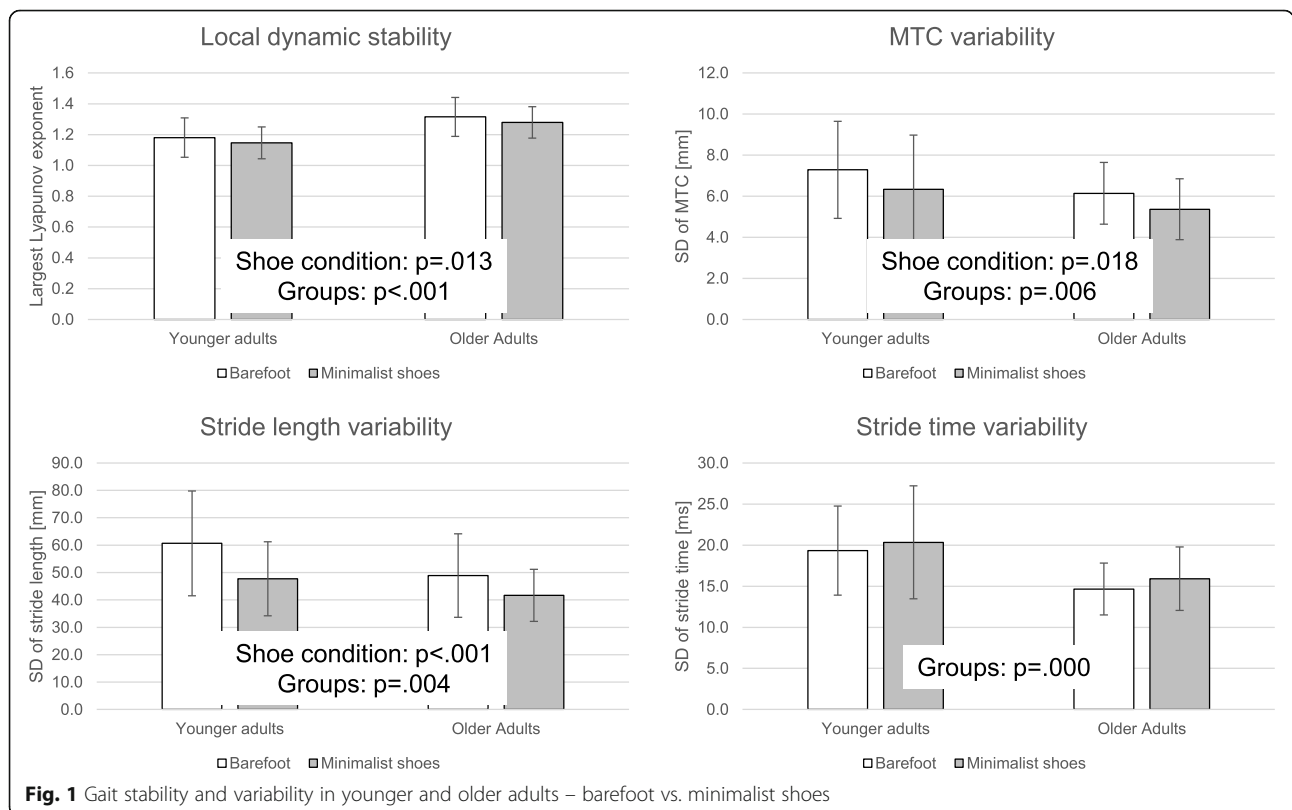 Local dynamic stability
Largest Lyapunov exponent
1.6
1.4
1.2
1.0
0.8
0.6
0.4
0.2
0.0
Shoe condition: p=.013
Groups: p<.001
Younger adults Older Adults
Barefoot Minimalist shoes
MTC variability
SD of MTC [mm]
12.0
10.0
8.0
6.0
4.0
2.0
0.0
Shoe condition: p=.018
Groups: p=.006
Younger adults Older Adults
Barefoot Minimalist shoes
Stride length variability
SD of stride length [mm]
90.0
80.0
70.0
60.0
50.0
40.0
30.0
20.0
10.0
0.0
Shoe condition: p<.001
Groups: p=.004
Younger adults Older Adults
Barefoot Minimalist shoes
Stride time variability
SD of stride time [ms]
30.0
25.0
20.0
15.0
10.0
5.0
0.0
Groups: p=.000
Younger adults Older Adults
Barefoot Minimalist shoes
Fig. 1 Gait stability and variability in younger and older adults – barefoot vs. minimalist shoes